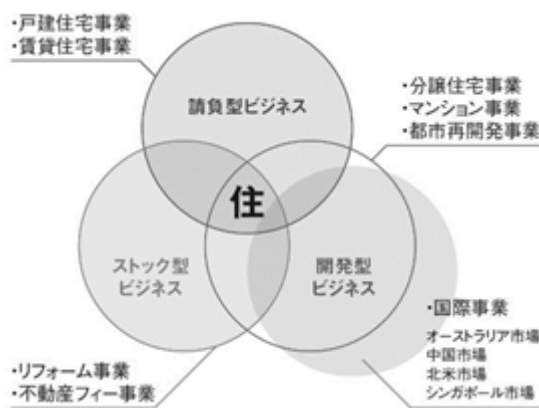 ・戸建住宅事業
・賃貸住宅事業
請負型ビジネス
・分譲住宅事業
・マンション事業
・都市再開発事業
住
ストック型
ビジネス
開発型
ビジネス
・国際事業
オーストラリア市場
中国市場
北米市場
シンガポール市場
・リフォーム事業
・不動産フィー事業